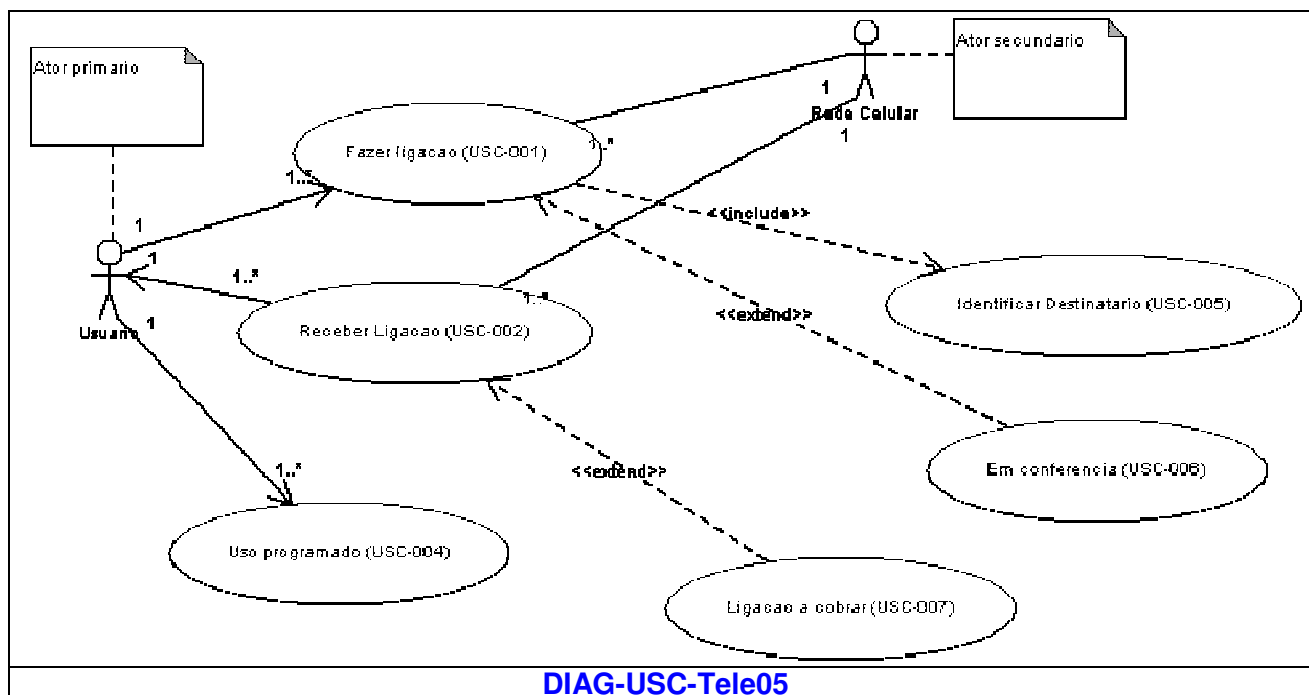 Ator primario
Ator secundario
1
Rede Celular
1
Fazer ligacao (USC-001)
1..*
1..*
<<include>>
1
1
1..*
1..*
Identificar Destinatario (USC-005)
<<extend>>
Usuario
1
Receber Ligacao (USC-002)
1..*
<<extend>>
Em conferencia (USC-006)
Uso programado (USC-004)
Ligacao a cobrar (USC-007)
DIAG-USC-Tele05